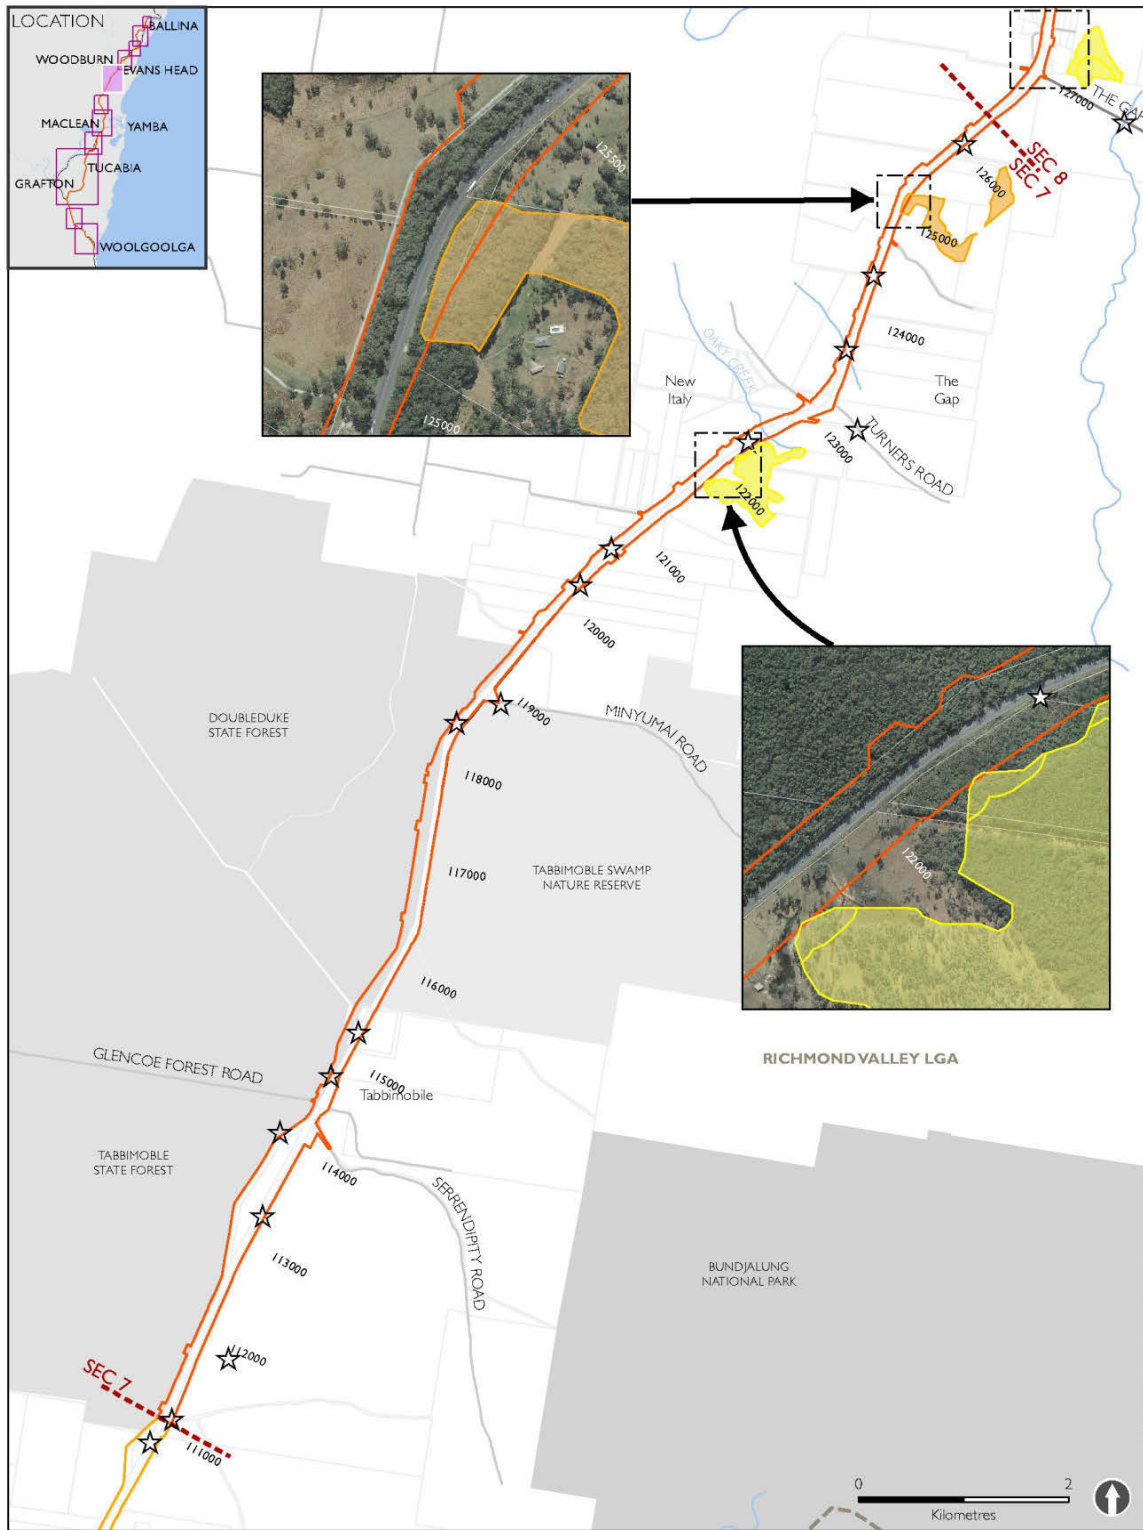 LOCATION
BALLINA
WOODBURN
EVANS HEAD
MACLEAN
YAMBA
TUCABIA
GRAFTON
WOOLGOOLGA
125500
125000
127000
THE GAP
SEC 8
SEC 7
126000
125000
124000
OAKY CREEK
New
Italy
The
Gap
123000
TURNERS ROAD
122000
121000
120000
119000
MINYUMAI ROAD
DOUBLEDUKE
STATE FOREST
118000
117000
TABBIMOBLE SWAMP
NATURE RESERVE
122000
116000
GLENCOE FOREST ROAD
115000
Tabbimobile
RICHMOND VALLEY LGA
TABBIMOBLE
STATE FOREST
114000
SERRENDIPITY ROAD
113000
BUNDJALUNG
NATIONAL PARK
112000
SEC 7
111000
0 2
Kilometres